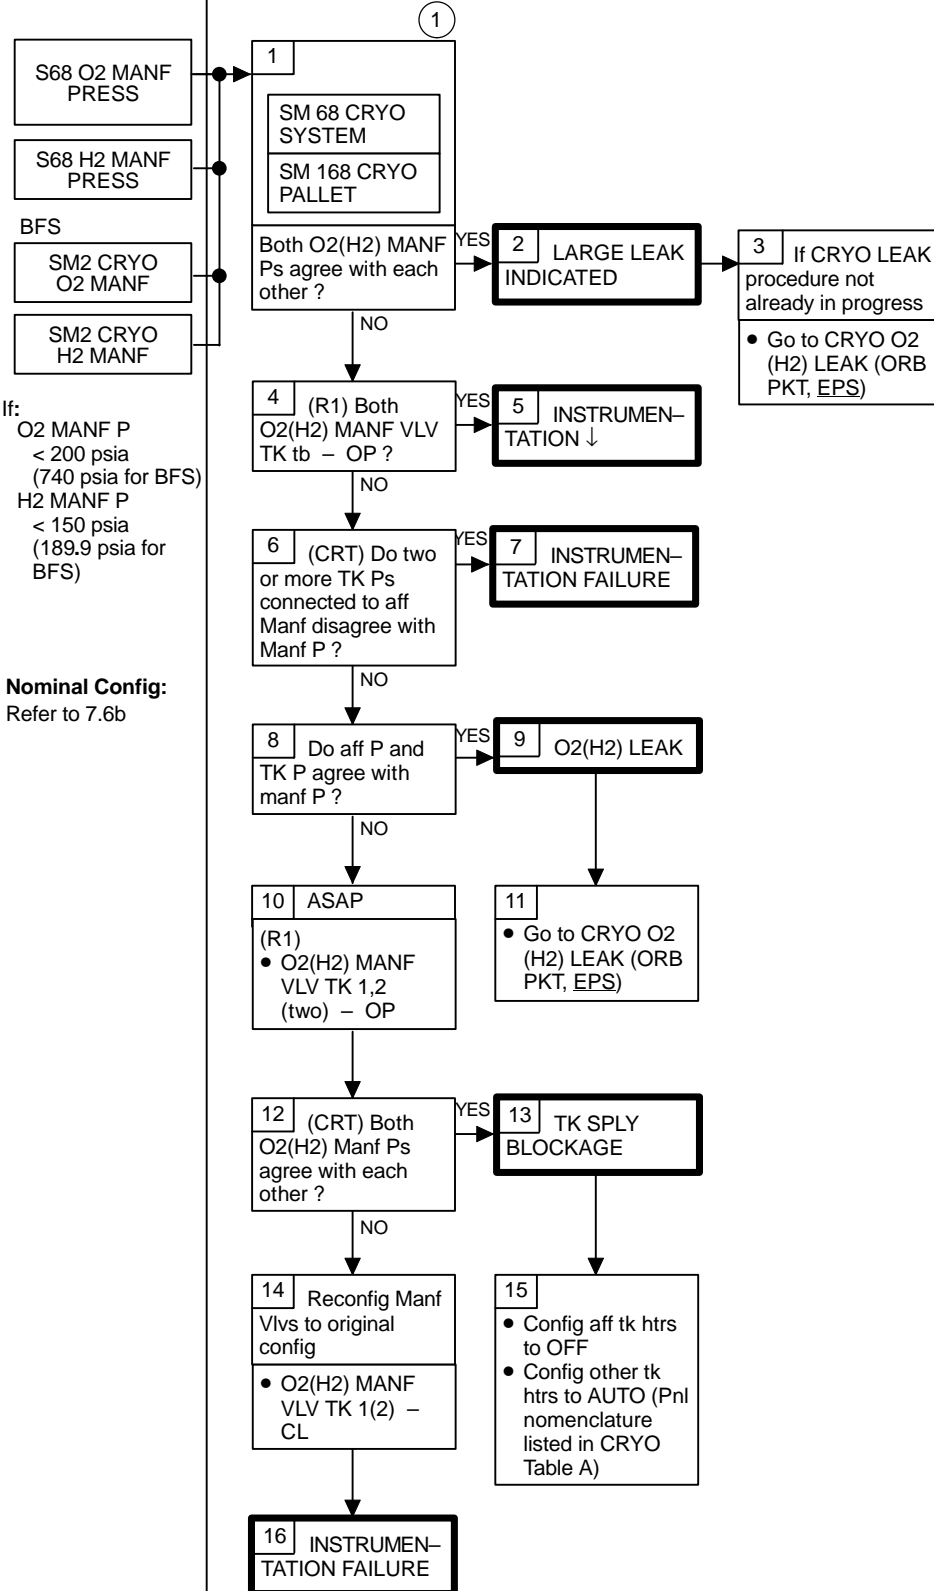 1
S68 O2 MANF
PRESS
S68 H2 MANF
PRESS
BFS
SM2 CRYO
O2 MANF
SM2 CRYO
H2 MANF
If:
O2 MANF P
< 200 psia
(740 psia for BFS)
H2 MANF P
< 150 psia
(189.9 psia for
BFS)
Nominal Config:
Refer to 7.6b
1
SM 68 CRYO
SYSTEM
SM 168 CRYO
PALLET
Both O2(H2) MANF
Ps agree with each
other ?
YES
NO
2 LARGE LEAK
INDICATED
3 If CRYO LEAK
procedure not
already in progress
• Go to CRYO O2
(H2) LEAK (ORB
PKT, EPS)
4 (R1) Both
O2(H2) MANF VLV
TK tb – OP ?
YES
NO
5 INSTRUMEN–
TATION ↓
6 (CRT) Do two
or more TK Ps
connected to aff
Manf disagree with
Manf P ?
YES
NO
7 INSTRUMEN–
TATION FAILURE
8 Do aff P and
TK P agree with
manf P ?
YES
NO
9 O2(H2) LEAK
10 ASAP
(R1)
• O2(H2) MANF
VLV TK 1,2
(two) – OP
11
• Go to CRYO O2
(H2) LEAK (ORB
PKT, EPS)
12 (CRT) Both
O2(H2) Manf Ps
agree with each
other ?
YES
NO
13 TK SPLY
BLOCKAGE
14 Reconfig Manf
Vlvs to original
config
• O2(H2) MANF
VLV TK 1(2) –
CL
15
• Config aff tk htrs
to OFF
• Config other tk
htrs to AUTO (Pnl
nomenclature
listed in CRYO
Table A)
16 INSTRUMEN–
TATION FAILURE